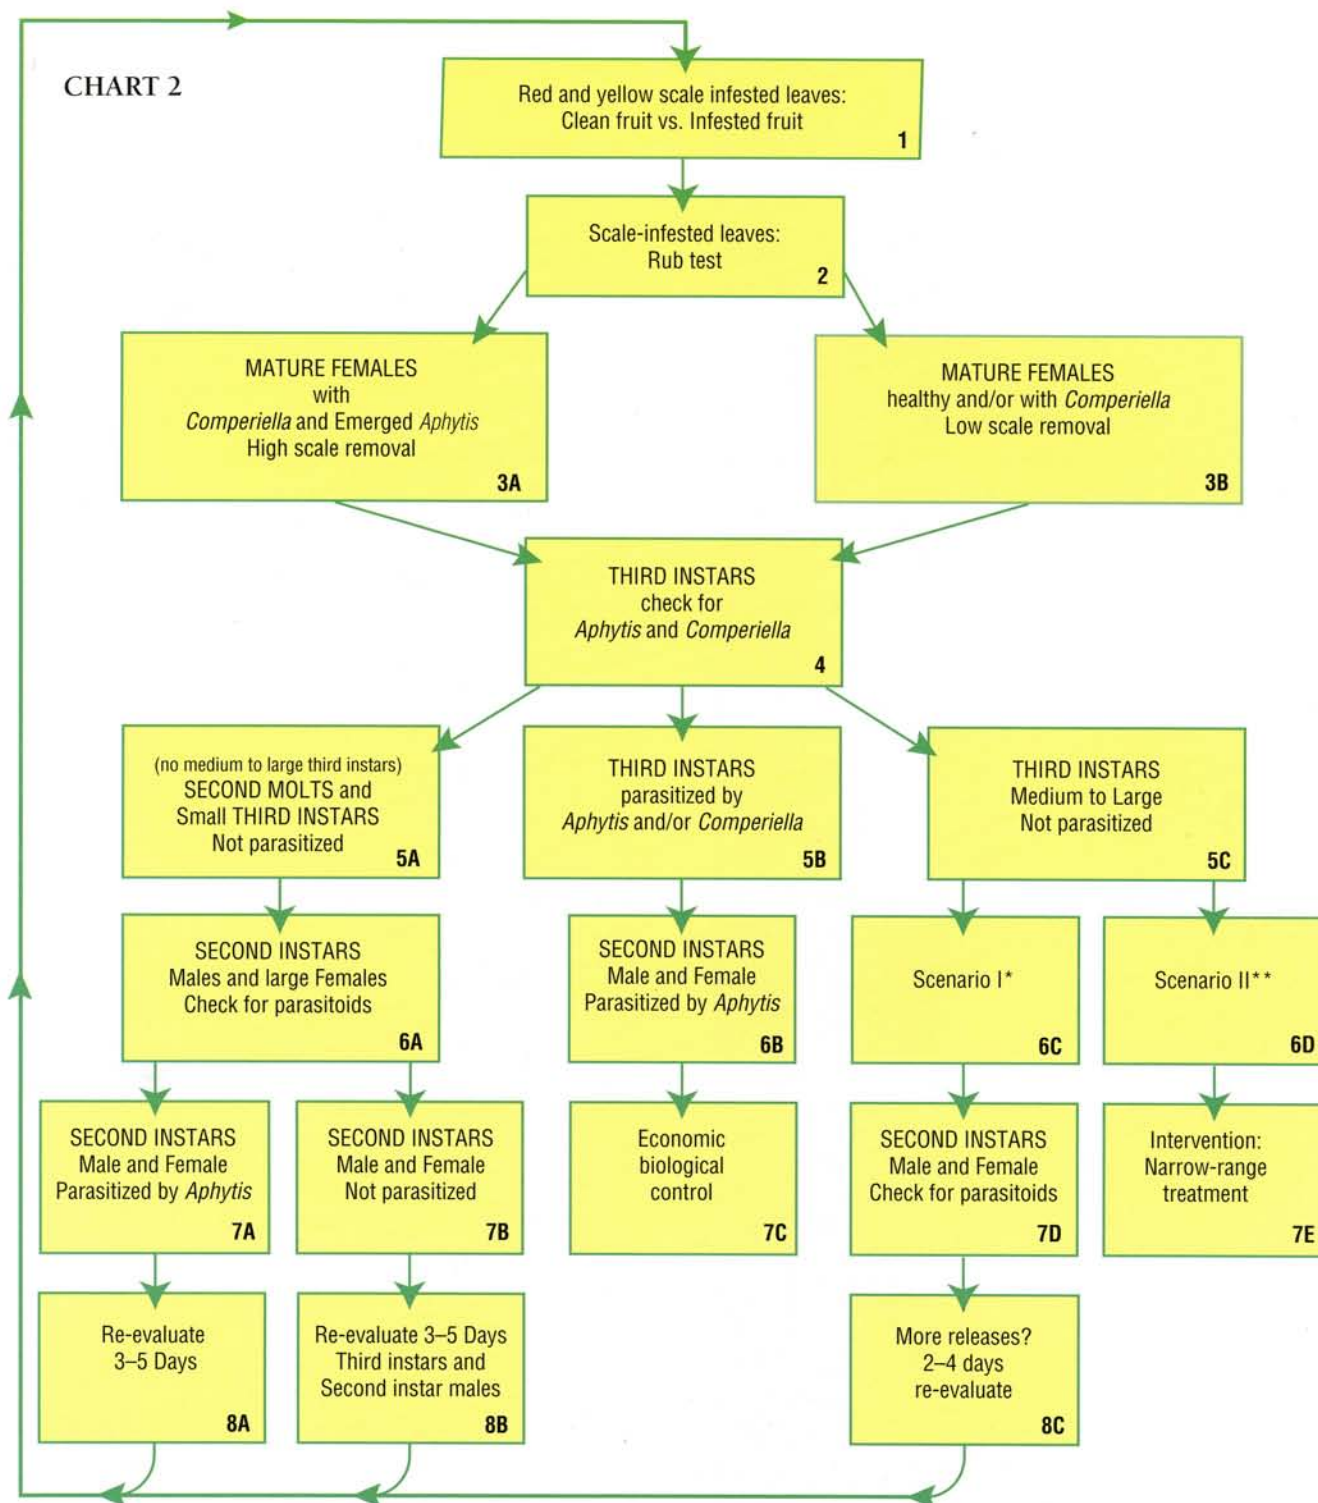 CHART 2
Red and yellow scale infested leaves:
Clean fruit vs. Infested fruit
1
Scale-infested leaves:
Rub test
2
MATURE FEMALES
with
Comperiella and Emerged Aphytis
High scale removal
3A
MATURE FEMALES
healthy and/or with Comperiella
Low scale removal
3B
THIRD INSTARS
check for
Aphytis and Comperiella
4
(no medium to large third instars)
SECOND MOLTS and
Small THIRD INSTARS
Not parasitized
5A
THIRD INSTARS
parasitized by
Aphytis and/or Comperiella
5B
THIRD INSTARS
Medium to Large
Not parasitized
5C
SECOND INSTARS
Males and large Females
Check for parasitoids
6A
SECOND INSTARS
Male and Female
Parasitized by Aphytis
6B
Scenario I*
6C
Scenario II**
6D
SECOND INSTARS
Male and Female
Parasitized by Aphytis
7A
SECOND INSTARS
Male and Female
Not parasitized
7B
Economic
biological
control
7C
SECOND INSTARS
Male and Female
Check for parasitoids
7D
Intervention:
Narrow-range
treatment
7E
Re-evaluate
3–5 Days
8A
Re-evaluate 3–5 Days
Third instars and
Second instar males
8B
More releases?
2–4 days
re-evaluate
8C